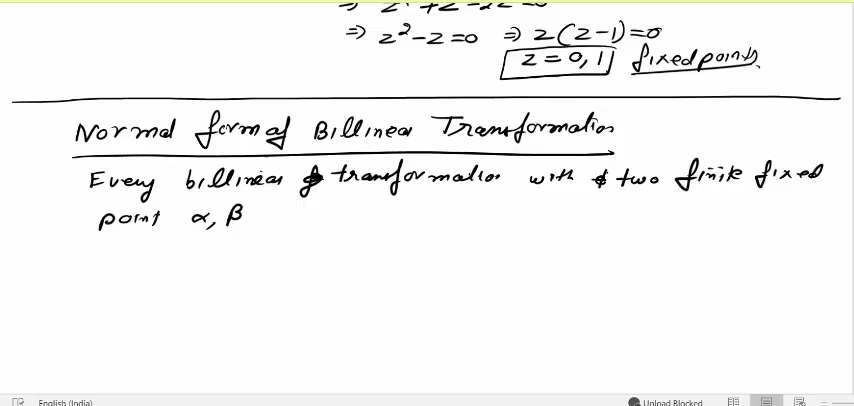 ⇒ z² - z = 0 ⇒ z(z-1) = 0
z = 0, 1 fixed points
Normal form of Billinear Transformation
Every billinear transformation with two finite fixed
point α, β
English (India) Upload Blocked